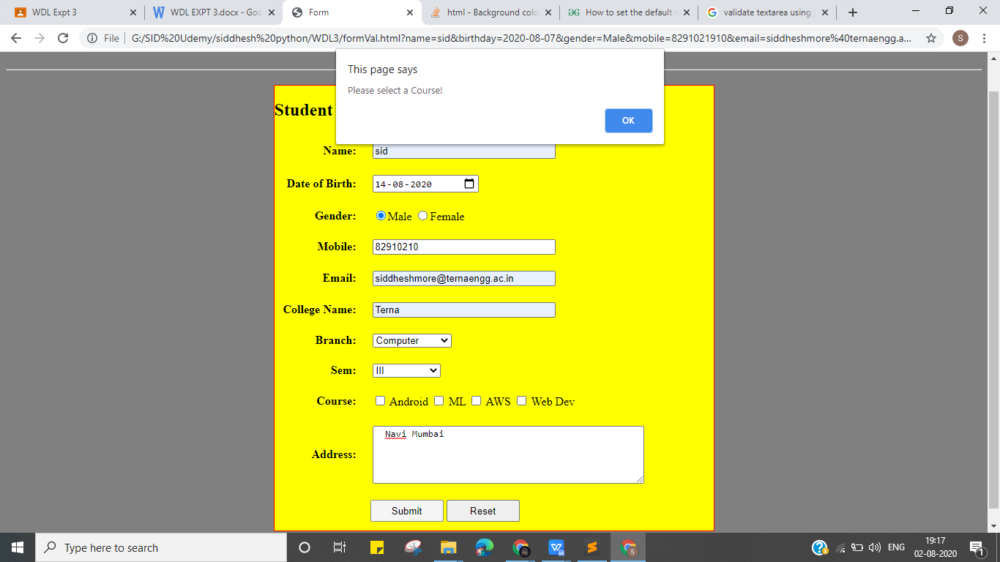 WDL Expt 3
WDL EXPT 3.docx - Goo
Form
html - Background colo
How to set the default v
validate textarea using j
File
G:/SID%20Udemy/siddhesh%20python/WDL3/formVal.html?name=sid&birthday=2020-08-07&gender=Male&mobile=8291021910&email=siddheshmore%40ternaengg.a...
S
This page says
Please select a Course!
OK
Student
Name: sid
Date of Birth: 14-08-2020
Gender: Male Female
Mobile: 82910210
Email: siddheshmore@ternaengg.ac.in
College Name: Terna
Branch: Computer
Sem: III
Course: Android ML AWS Web Dev
Address: Navi Mumbai
Submit Reset
Type here to search
ENG
19:17
02-08-2020
1